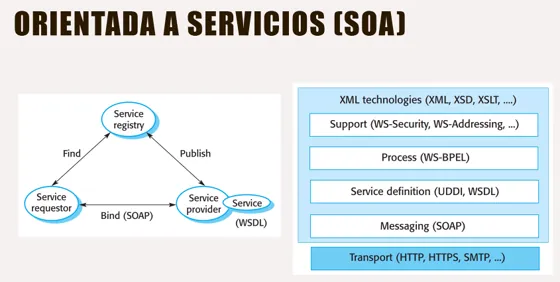 ORIENTADA A SERVICIOS (SOA)
Service
registry
Find
Publish
Service
requestor
Bind (SOAP)
Service
provider
Service
(WSDL)
XML technologies (XML, XSD, XSLT, ....)
Support (WS-Security, WS-Addressing, ...)
Process (WS-BPEL)
Service definition (UDDI, WSDL)
Messaging (SOAP)
Transport (HTTP, HTTPS, SMTP, ...)